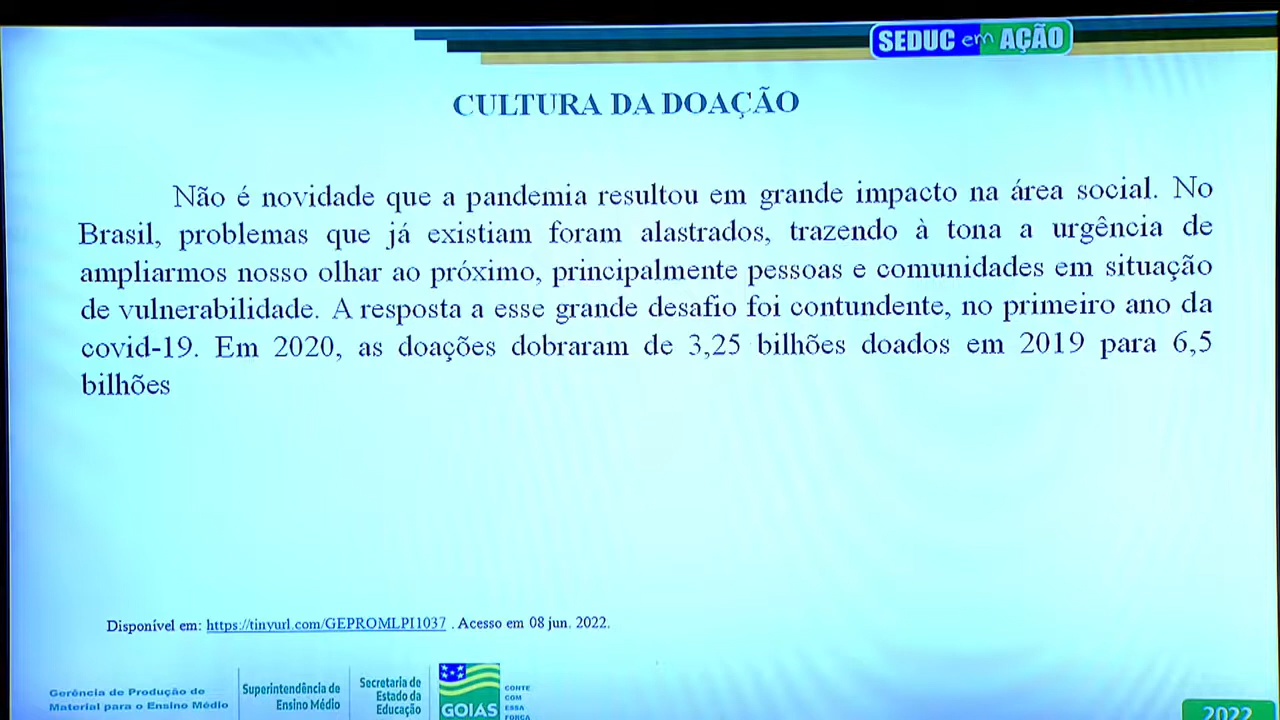 SEDUC em AÇÃO
CULTURA DA DOAÇÃO
Não é novidade que a pandemia resultou em grande impacto na área social. No
Brasil, problemas que já existiam foram alastrados, trazendo à tona a urgência de
ampliarmos nosso olhar ao próximo, principalmente pessoas e comunidades em situação
de vulnerabilidade. A resposta a esse grande desafio foi contundente, no primeiro ano da
covid-19. Em 2020, as doações dobraram de 3,25 bilhões doados em 2019 para 6,5
bilhões
Disponível em: https://tinyurl.com/GEPROMLPI1037 . Acesso em 08 jun. 2022.
Gerência de Produção de
Material para o Ensino Médio
Superintendência de
Ensino Médio
Secretaria de
Estado da
Educação
GOIÁS
CONTE
COM
ESSA
FORÇA
2022